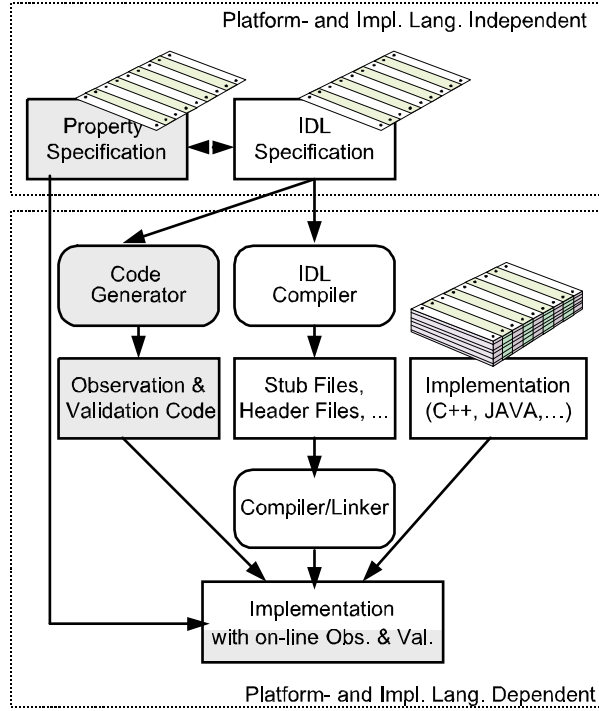 Platform- and Impl. Lang. Independent
Property
Specification
IDL
Specification
Code
Generator
IDL
Compiler
Observation &
Validation Code
Stub Files,
Header Files, ...
Implementation
(C++, JAVA,...)
Compiler/Linker
Implementation
with on-line Obs. & Val.
Platform- and Impl. Lang. Dependent